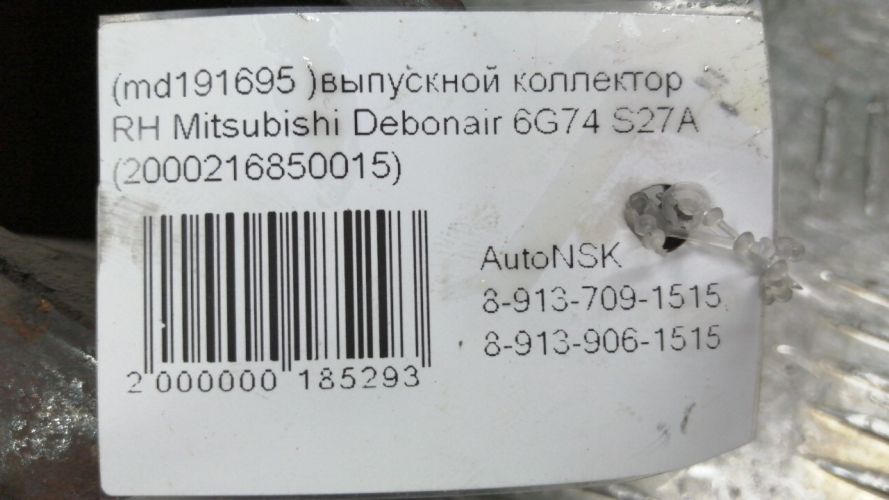 (md191695 )выпускной коллектор
RH Mitsubishi Debonair 6G74 S27A
(2000216850015)
AutoNSK
8-913-709-1515
8-913-906-1515
2 000000 185293